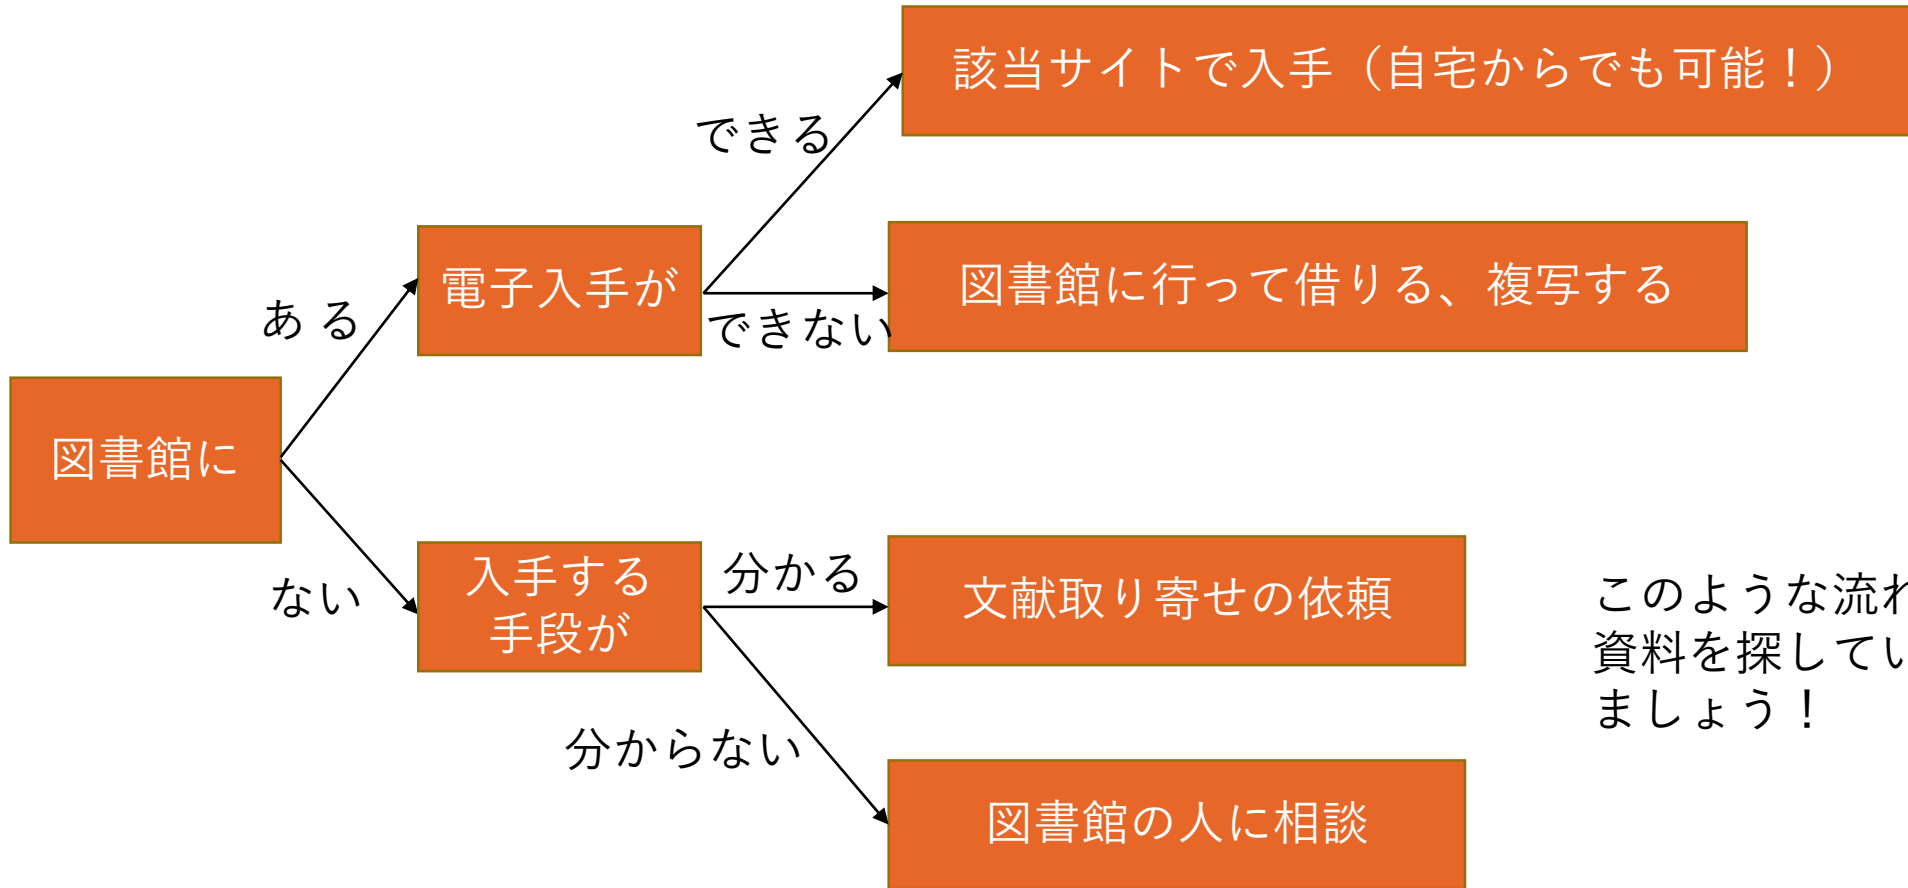 該当サイトで入手（自宅からでも可能！）
できる
電子入手が
図書館に行って借りる、複写する
ある
できない
図書館に
入手する
手段が
分かる
文献取り寄せの依頼
ない
このような流れ
資料を探してい
ましょう！
分からない
図書館の人に相談